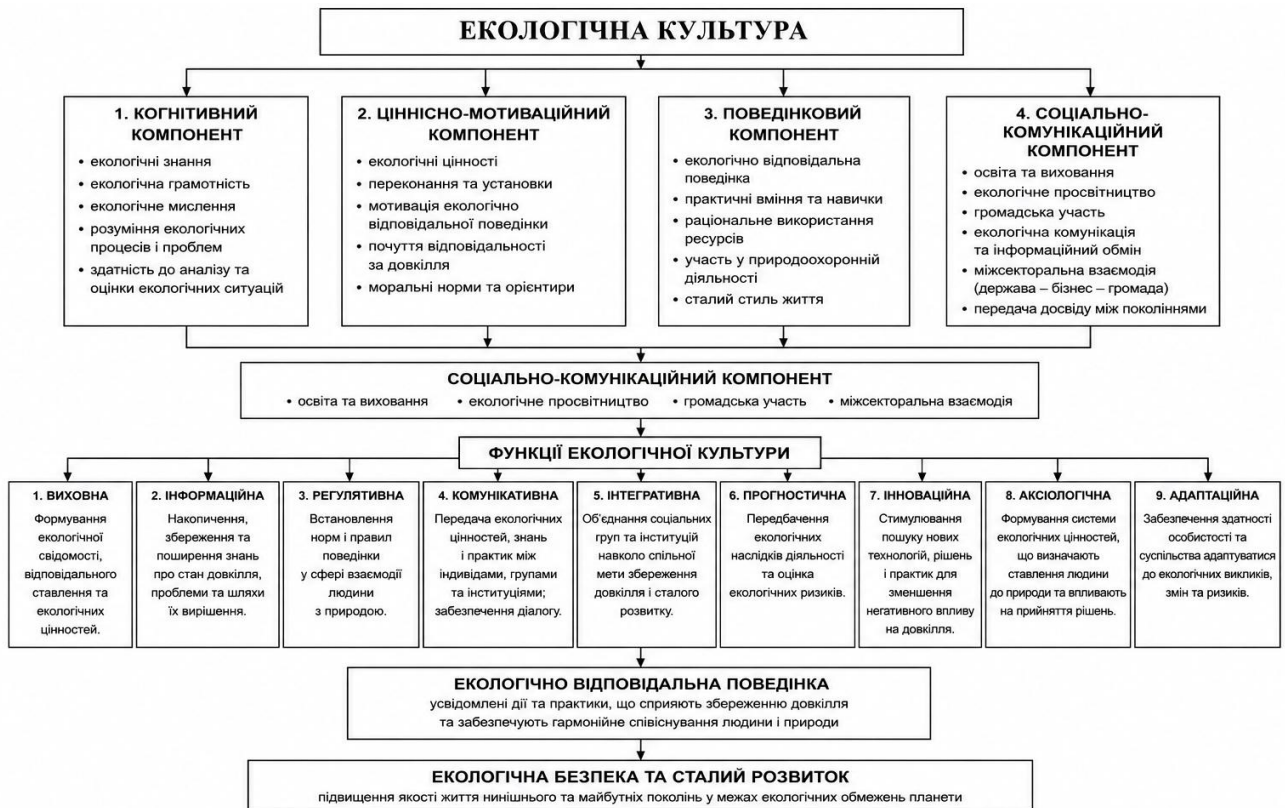 ЕКОЛОГІЧНА КУЛЬТУРА
1. КОГНІТИВНИЙ
КОМПОНЕНТ
• екологічні знання
• екологічна грамотність
• екологічне мислення
• розуміння екологічних
процесів і проблем
• здатність до аналізу та
оцінки екологічних ситуацій
2. ЦІННІСНО-МОТИВАЦІЙНИЙ
КОМПОНЕНТ
• екологічні цінності
• переконання та установки
• мотивація екологічно
відповідальної поведінки
• почуття відповідальності
за довкілля
• моральні норми та орієнтири
3. ПОВЕДІНКОВИЙ
КОМПОНЕНТ
• екологічно відповідальна
поведінка
• практичні вміння та навички
• раціональне використання
ресурсів
• участь у природоохоронній
діяльності
• сталий стиль життя
4. СОЦІАЛЬНО-
КОМУНІКАЦІЙНИЙ
КОМПОНЕНТ
• освіта та виховання
• екологічне просвітництво
• громадська участь
• екологічна комунікація
та інформаційний обмін
• міжсекторальна взаємодія
(держава – бізнес – громада)
• передача досвіду між поколіннями
СОЦІАЛЬНО-КОМУНІКАЦІЙНИЙ КОМПОНЕНТ
• освіта та виховання • екологічне просвітництво • громадська участь • міжсекторальна взаємодія
ФУНКЦІЇ ЕКОЛОГІЧНОЇ КУЛЬТУРИ
1. ВИХОВНА
Формування
екологічної
свідомості,
відповідального
ставлення та
екологічних
цінностей.
2. ІНФОРМАЦІЙНА
Накопичення,
збереження та
поширення знань
про стан довкілля,
проблеми та шляхи
їх вирішення.
3. РЕГУЛЯТИВНА
Встановлення
норм і правил
поведінки
у сфері взаємодії
людини
з природою.
4. КОМУНІКАТИВНА
Передача екологічних
цінностей, знань
і практик між
індивідами, групами
та інституціями;
забезпечення діалогу.
5. ІНТЕГРАТИВНА
Об’єднання соціальних
груп та інституцій
навколо спільної
мети збереження
довкілля і сталого
розвитку.
6. ПРОГНОСТИЧНА
Передбачення
екологічних
наслідків діяльності
та оцінка
екологічних ризиків.
7. ІННОВАЦІЙНА
Стимулювання
пошуку нових
технологій, рішень
і практик для
зменшення
негативного впливу
на довкілля.
8. АКСІОЛОГІЧНА
Формування системи
екологічних цінностей,
що визначають
ставлення людини
до природи та впливають
на прийняття рішень.
9. АДАПТАЦІЙНА
Забезпечення здатності
особистості та
суспільства адаптуватися
до екологічних викликів,
змін та ризиків.
ЕКОЛОГІЧНО ВІДПОВІДАЛЬНА ПОВЕДІНКА
усвідомлені дії та практики, що сприяють збереженню довкілля
та забезпечують гармонійне співіснування людини і природи
ЕКОЛОГІЧНА БЕЗПЕКА ТА СТАЛИЙ РОЗВИТОК
підвищення якості життя нинішнього та майбутніх поколінь у межах екологічних обмежень планети